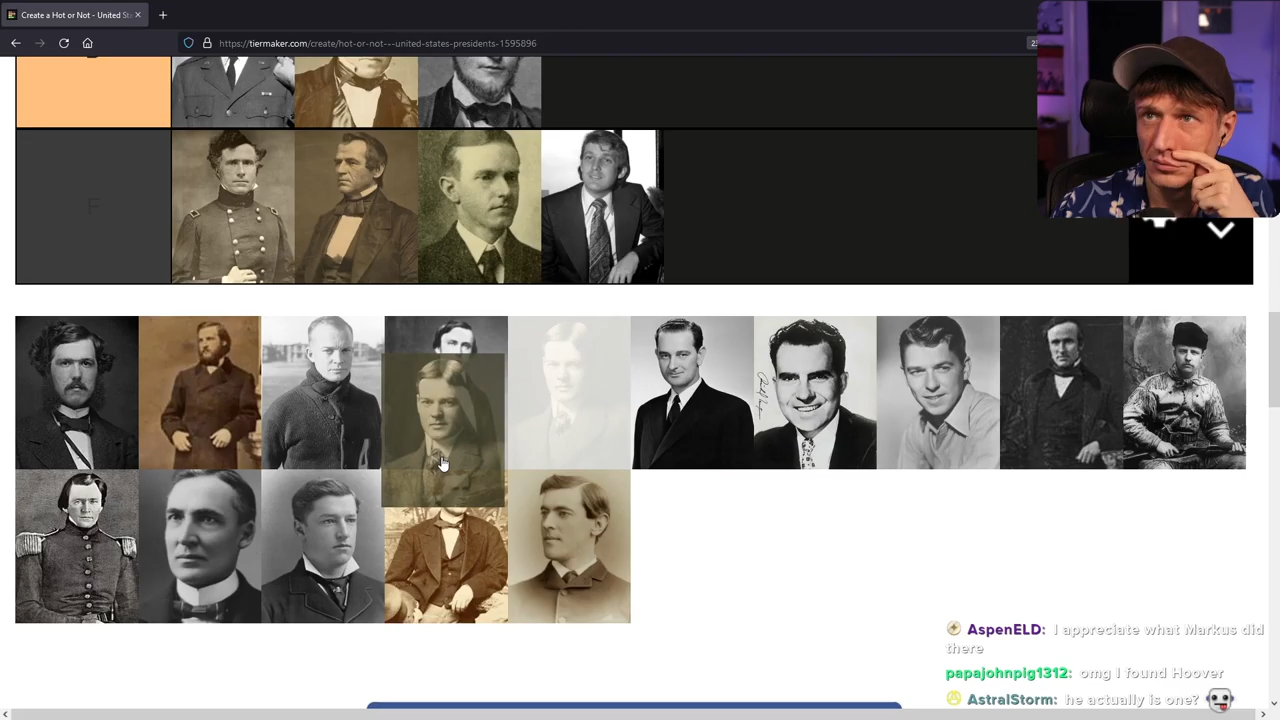 Create a Hot or Not - United St
https://tiermaker.com/create/hot-or-not---united-states-presidents-1595896
F
AspenELD: I appreciate what Markus did
there
papajohnpig1312: omg I found Hoover
AstralStorm: he actually is one?